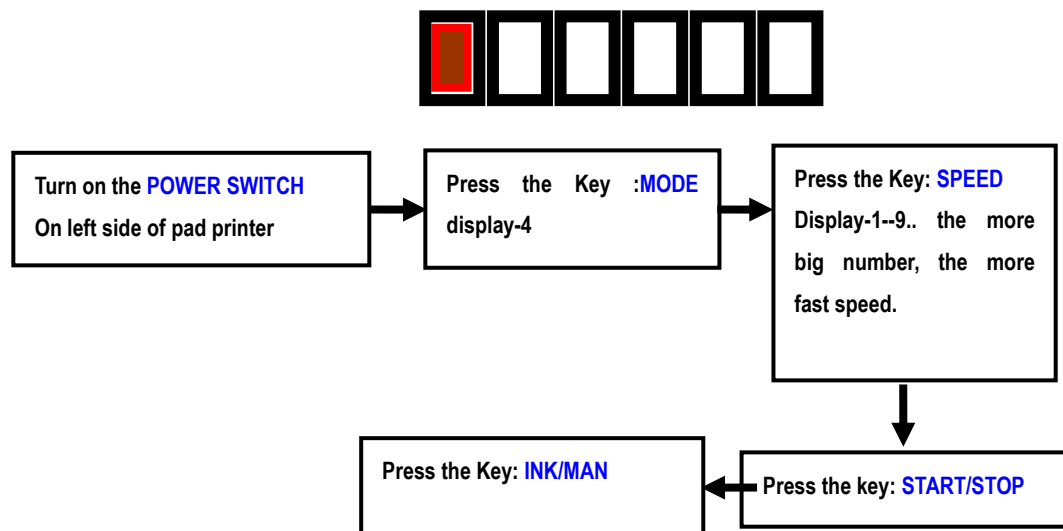 Turn on the POWER SWITCH
On left side of pad printer
Press the Key :MODE
display-4
Press the Key: SPEED
Display-1--9.. the more
big number, the more
fast speed.
Press the key: START/STOP
Press the Key: INK/MAN